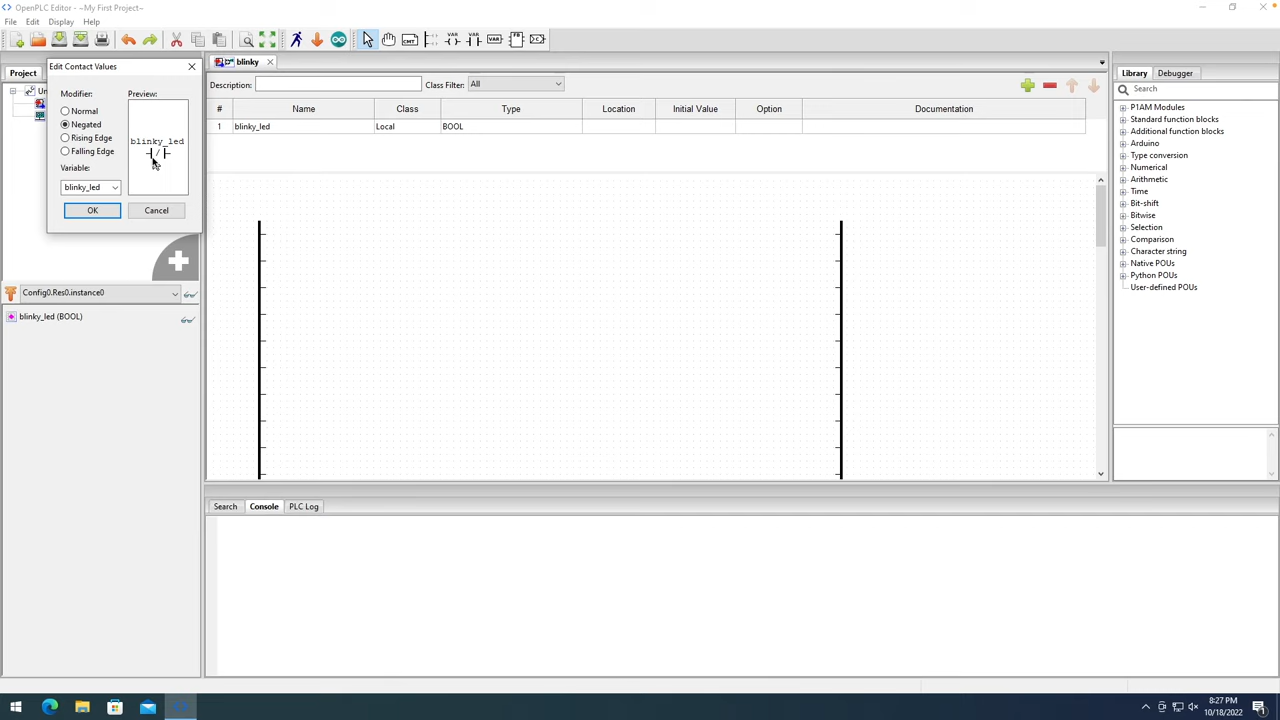 OpenPLC Editor - ~My First Project~
File Edit Display Help
Edit Contact Values
Modifier:
Preview:
Normal
Negated
Rising Edge
Falling Edge
blinky_led
Variable:
blinky_led
OK Cancel
Project
Un
Config0.Res0.instance0
blinky_led (BOOL)
blinky
Description: Class Filter: All
# Name Class Type Location Initial Value Option Documentation
1 blinky_led Local BOOL
Search Console PLC Log
Library Debugger
Search
P1AM Modules
Standard function blocks
Additional function blocks
Arduino
Type conversion
Numerical
Arithmetic
Time
Bit-shift
Bitwise
Selection
Comparison
Character string
Native POUs
Python POUs
User-defined POUs
8:27 PM
10/18/2022